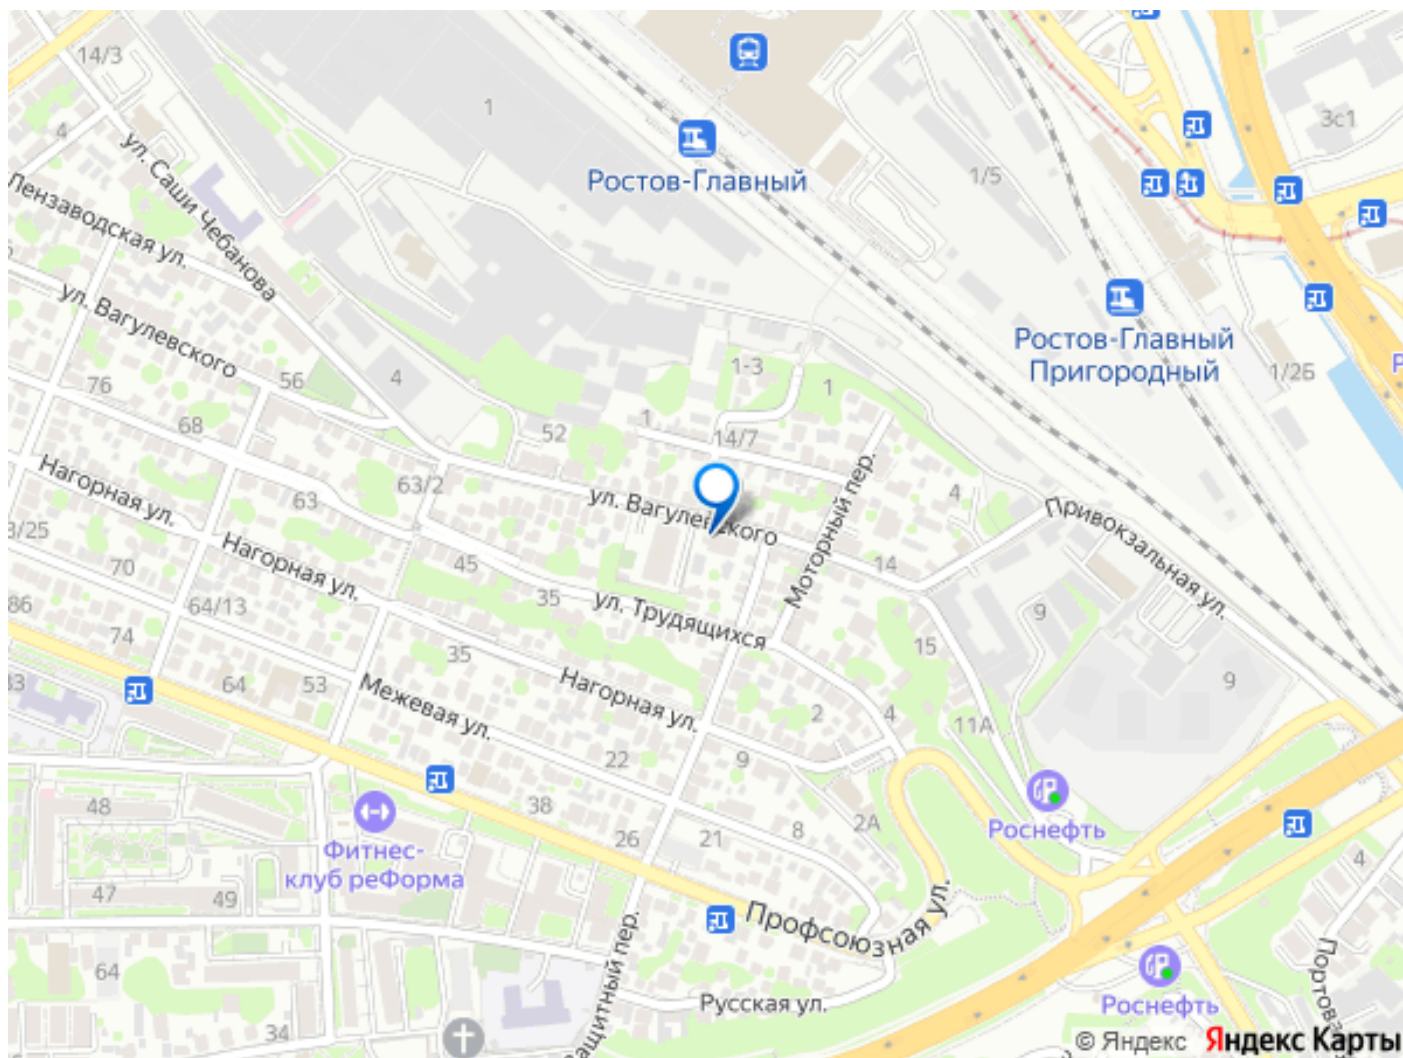 14/3
1
3с1
4
ул. Саши Чебанова
Ростов-Главный
1/5
Лензаводская ул.
ул. Вагулевского
Ростов-Главный
Пригородный
1/2Б
1-3
1
76
56
4
1
68
52
14/7
Моторный пер.
Нагорная ул.
63
63/2
ул. Вагулевского
4
Привокзальная ул.
Нагорная ул.
70
45
14
64/13
35
ул. Трудящихся
9
86
74
35
15
9
64
53
Межевая ул.
Нагорная ул.
2
4
11А
22
9
48
38
26
21
8
2А
Роснефть
Фитнес-
клуб реФорма
4
47
49
Профсоюзная ул.
64
Русская ул.
Роснефть
34
© Яндекс
Яндекс Карты